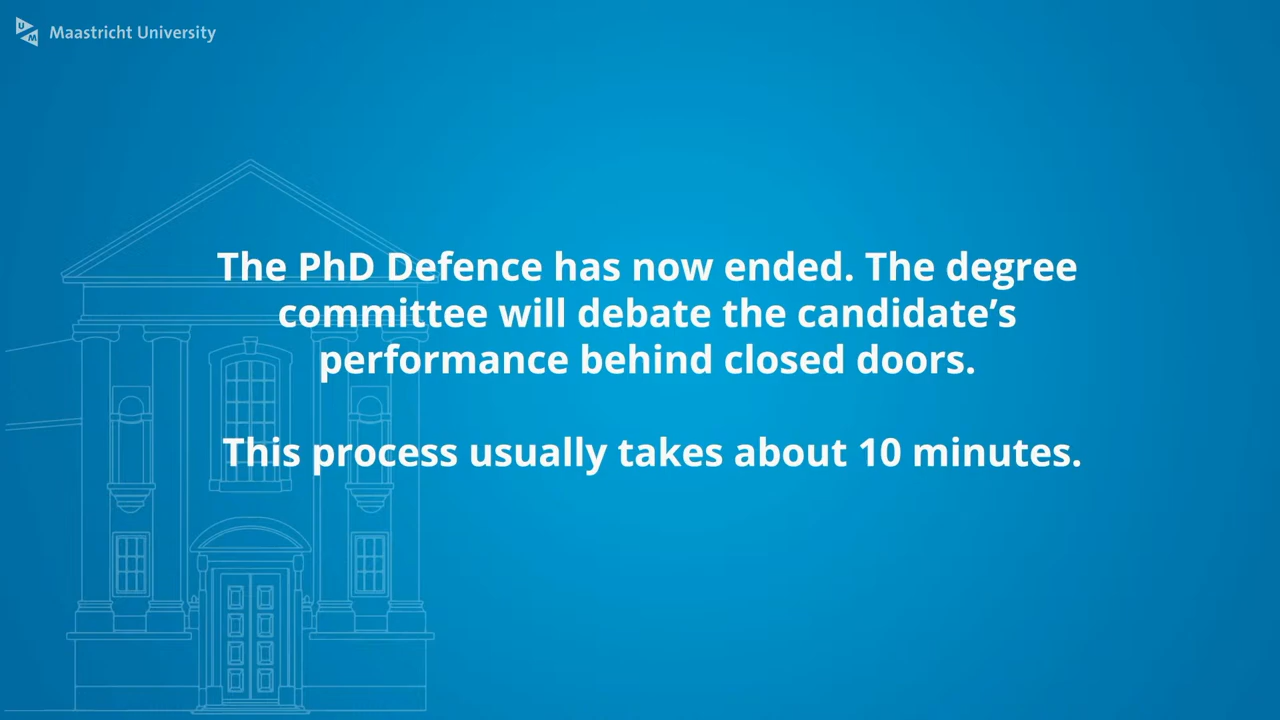 UM Maastricht University
The PhD Defence has now ended. The degree
committee will debate the candidate’s
performance behind closed doors.
This process usually takes about 10 minutes.